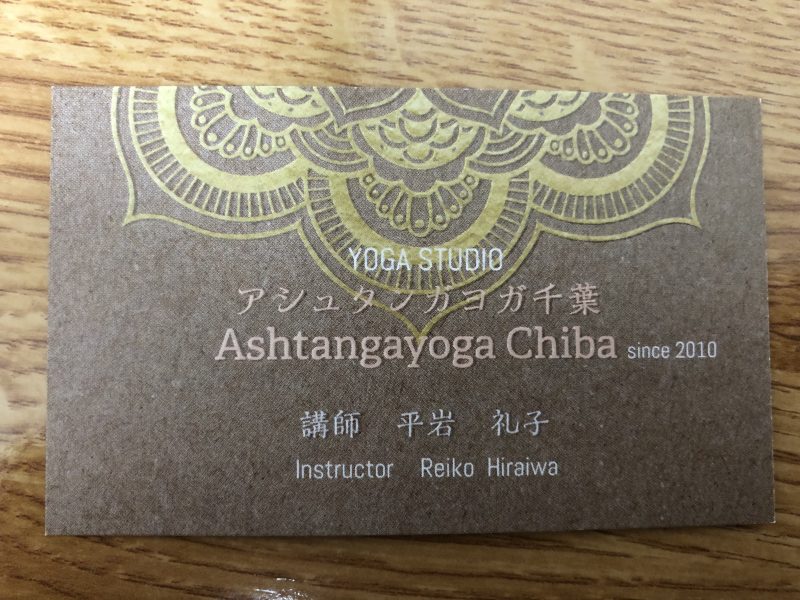 YOGA STUDIO
アシュタンガヨガ千葉
Ashtangayoga Chiba since 2010
講師 平岩 礼子
Instructor Reiko Hiraiwa